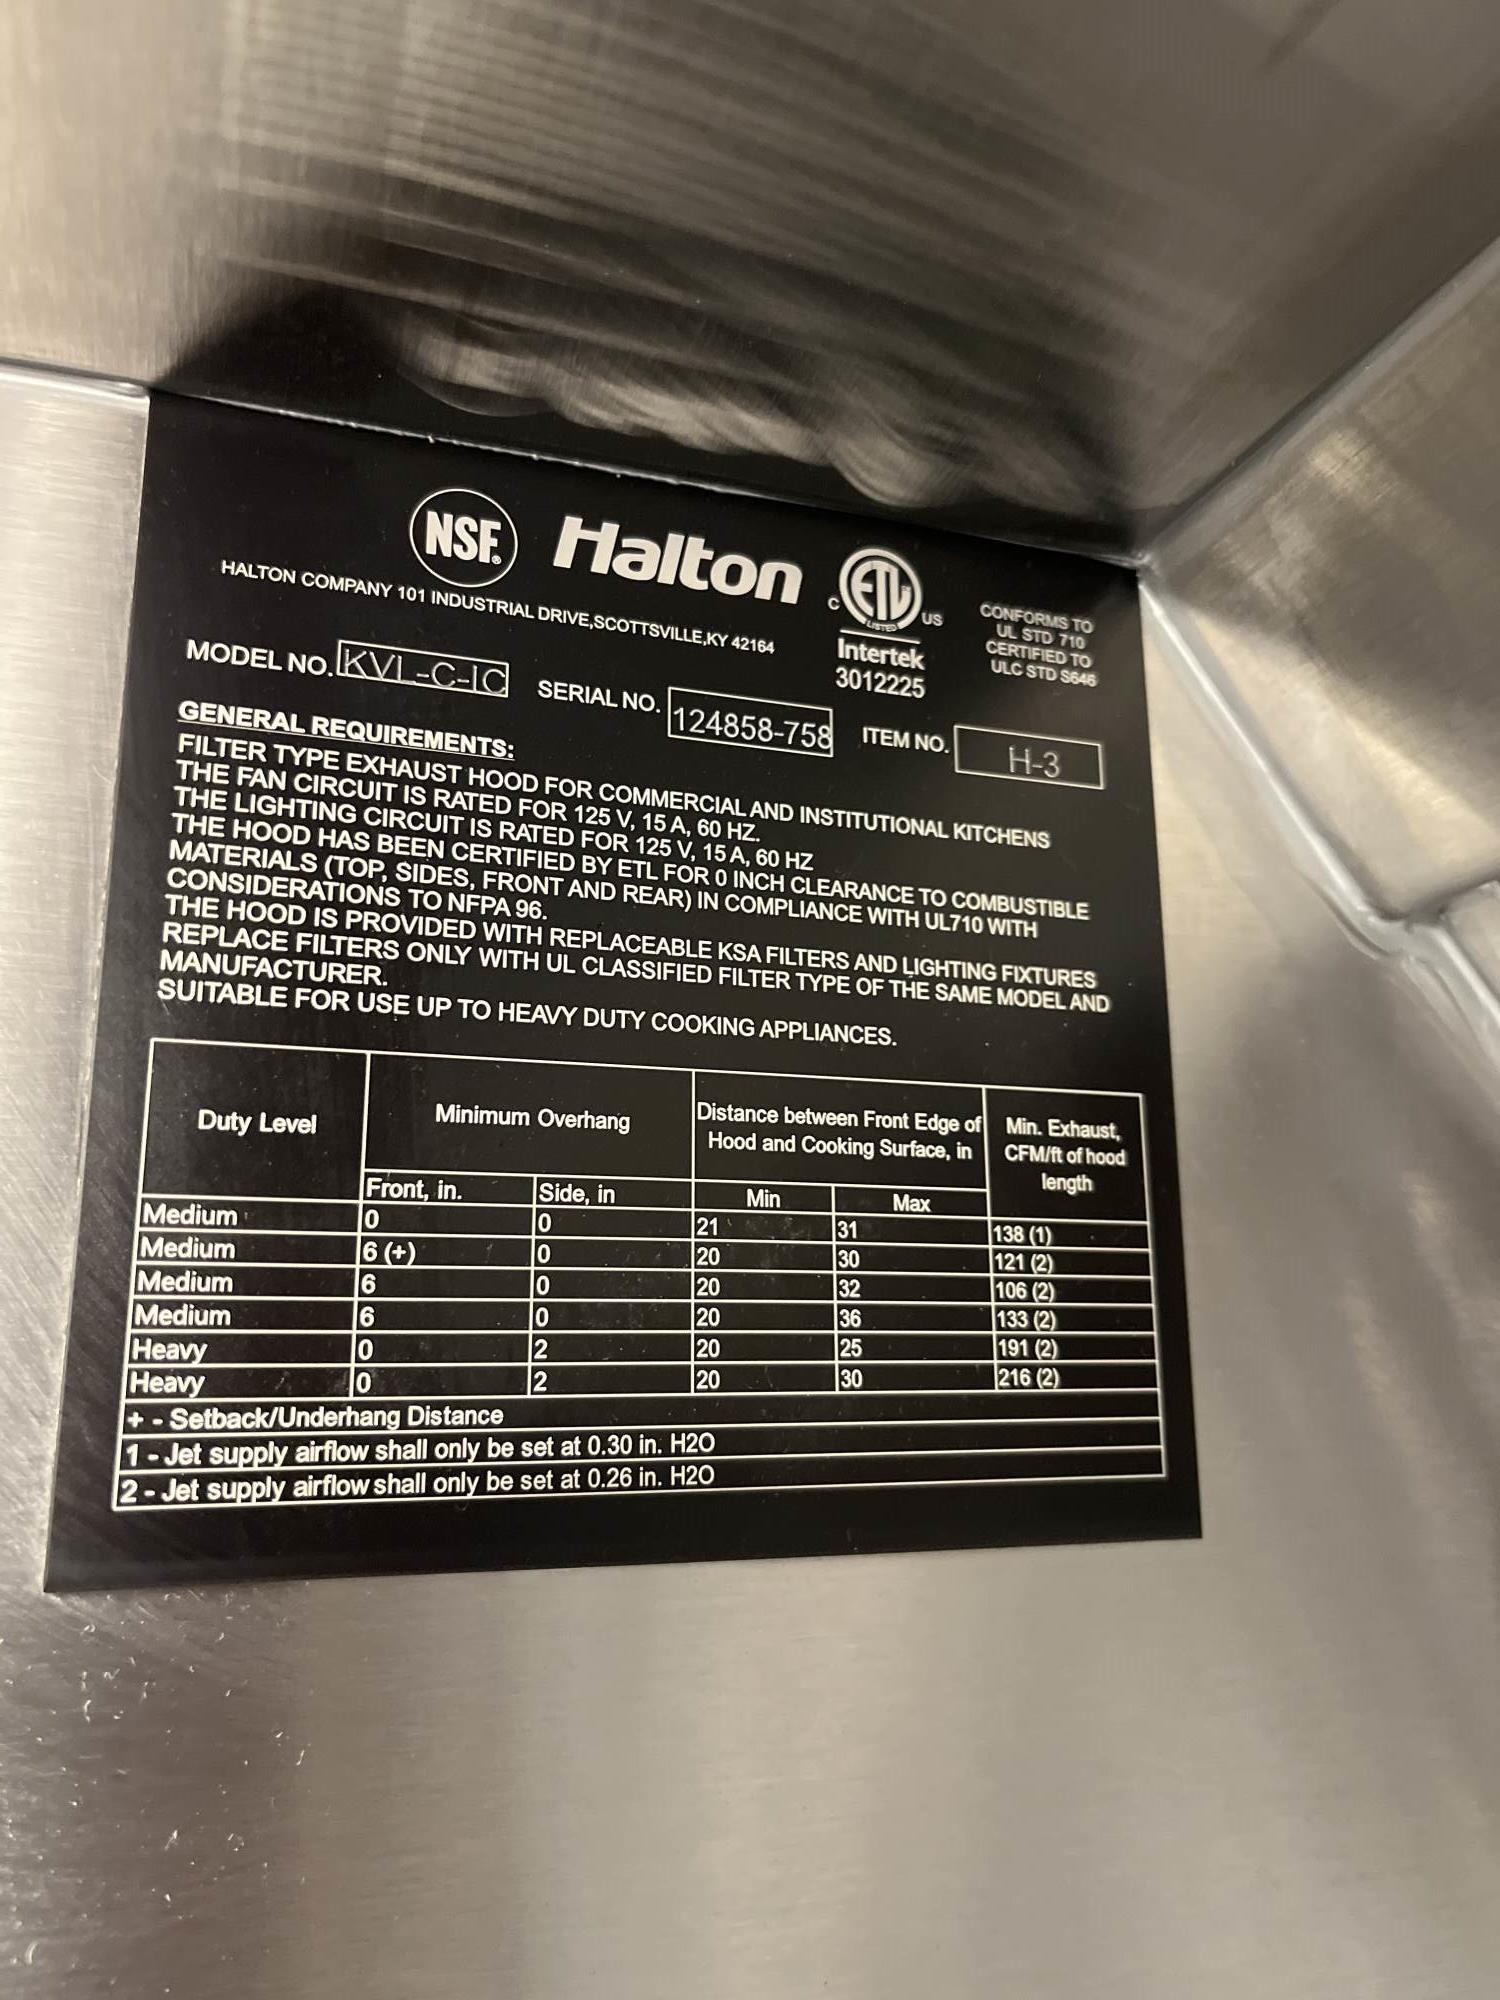 NSF® Halton
C ETL LISTED US
Intertek
3012225
CONFORMS TO
UL STD 710
CERTIFIED TO
ULC STD S646
HALTON COMPANY 101 INDUSTRIAL DRIVE,SCOTTSVILLE,KY 42164
MODEL NO. KVL-C-IC SERIAL NO. 124858-758 ITEM NO. H-3
GENERAL REQUIREMENTS:
FILTER TYPE EXHAUST HOOD FOR COMMERCIAL AND INSTITUTIONAL KITCHENS
THE FAN CIRCUIT IS RATED FOR 125 V, 15 A, 60 HZ.
THE LIGHTING CIRCUIT IS RATED FOR 125 V, 15 A, 60 HZ
THE HOOD HAS BEEN CERTIFIED BY ETL FOR 0 INCH CLEARANCE TO COMBUSTIBLE
MATERIALS (TOP, SIDES, FRONT AND REAR) IN COMPLIANCE WITH UL710 WITH
CONSIDERATIONS TO NFPA 96.
THE HOOD IS PROVIDED WITH REPLACEABLE KSA FILTERS AND LIGHTING FIXTURES
REPLACE FILTERS ONLY WITH UL CLASSIFIED FILTER TYPE OF THE SAME MODEL AND
MANUFACTURER.
SUITABLE FOR USE UP TO HEAVY DUTY COOKING APPLIANCES.
Duty Level
Minimum Overhang
Distance between Front Edge of
Hood and Cooking Surface, in
Min. Exhaust,
CFM/ft of hood
length
Front, in. Side, in Min Max
Medium 0 0 21 31 138 (1)
Medium 6 (+) 0 20 30 121 (2)
Medium 6 0 20 32 106 (2)
Medium 6 0 20 36 133 (2)
Heavy 0 2 20 25 191 (2)
Heavy 0 2 20 30 216 (2)
+ - Setback/Underhang Distance
1 - Jet supply airflow shall only be set at 0.30 in. H2O
2 - Jet supply airflow shall only be set at 0.26 in. H2O